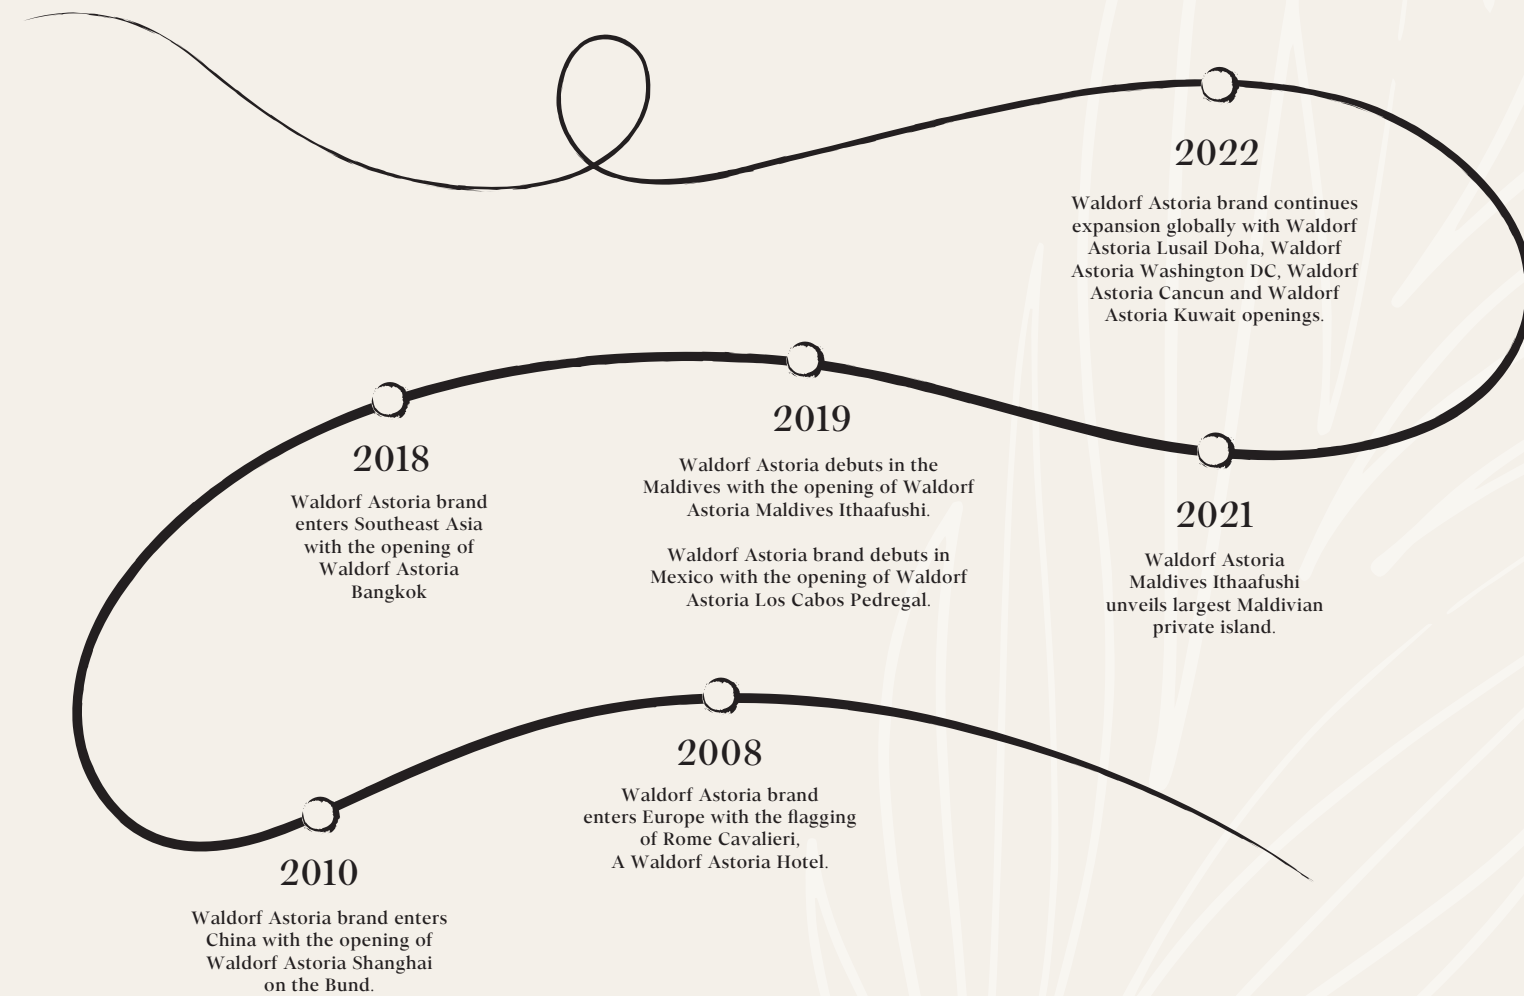 2022
Waldorf Astoria brand continues
expansion globally with Waldorf
Astoria Lusail Doha, Waldorf
Astoria Washington DC, Waldorf
Astoria Cancun and Waldorf
Astoria Kuwait openings.
2018
Waldorf Astoria brand
enters Southeast Asia
with the opening of
Waldorf Astoria
Bangkok
2019
Waldorf Astoria debuts in the
Maldives with the opening of Waldorf
Astoria Maldives Ithaafushi.
Waldorf Astoria brand debuts in
Mexico with the opening of Waldorf
Astoria Los Cabos Pedregal.
2021
Waldorf Astoria
Maldives Ithaafushi
unveils largest Maldivian
private island.
2008
Waldorf Astoria brand
enters Europe with the flagging
of Rome Cavalieri,
A Waldorf Astoria Hotel.
2010
Waldorf Astoria brand enters
China with the opening of
Waldorf Astoria Shanghai
on the Bund.